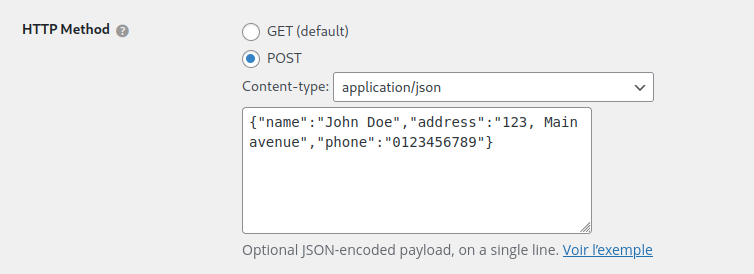 HTTP Method ?
GET (default)
POST
Content-type: application/json
{"name":"John Doe","address":"123, Main
avenue","phone":"0123456789"}
Optional JSON-encoded payload, on a single line. Voir l’exemple